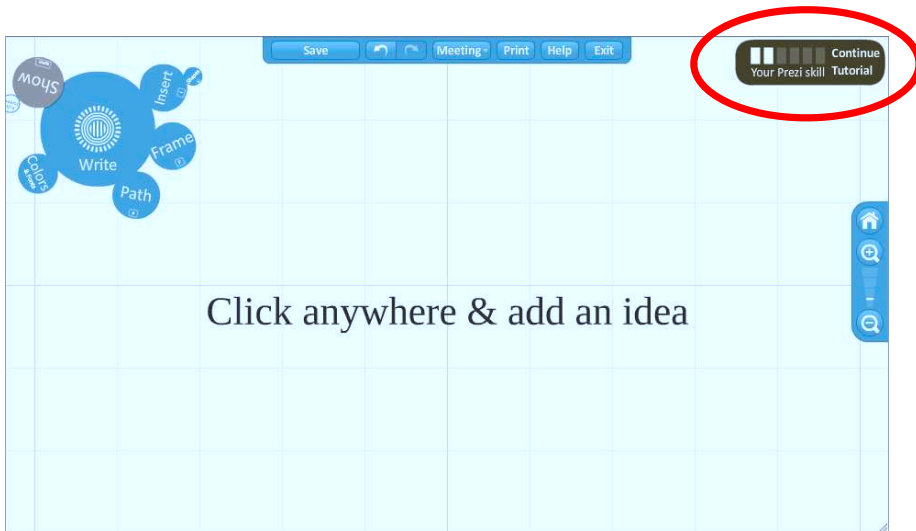 Save Meeting Print Help Exit
Continue
Your Prezi skill Tutorial
Show
Insert
Frame
Write
Colors
Path
Click anywhere & add an idea